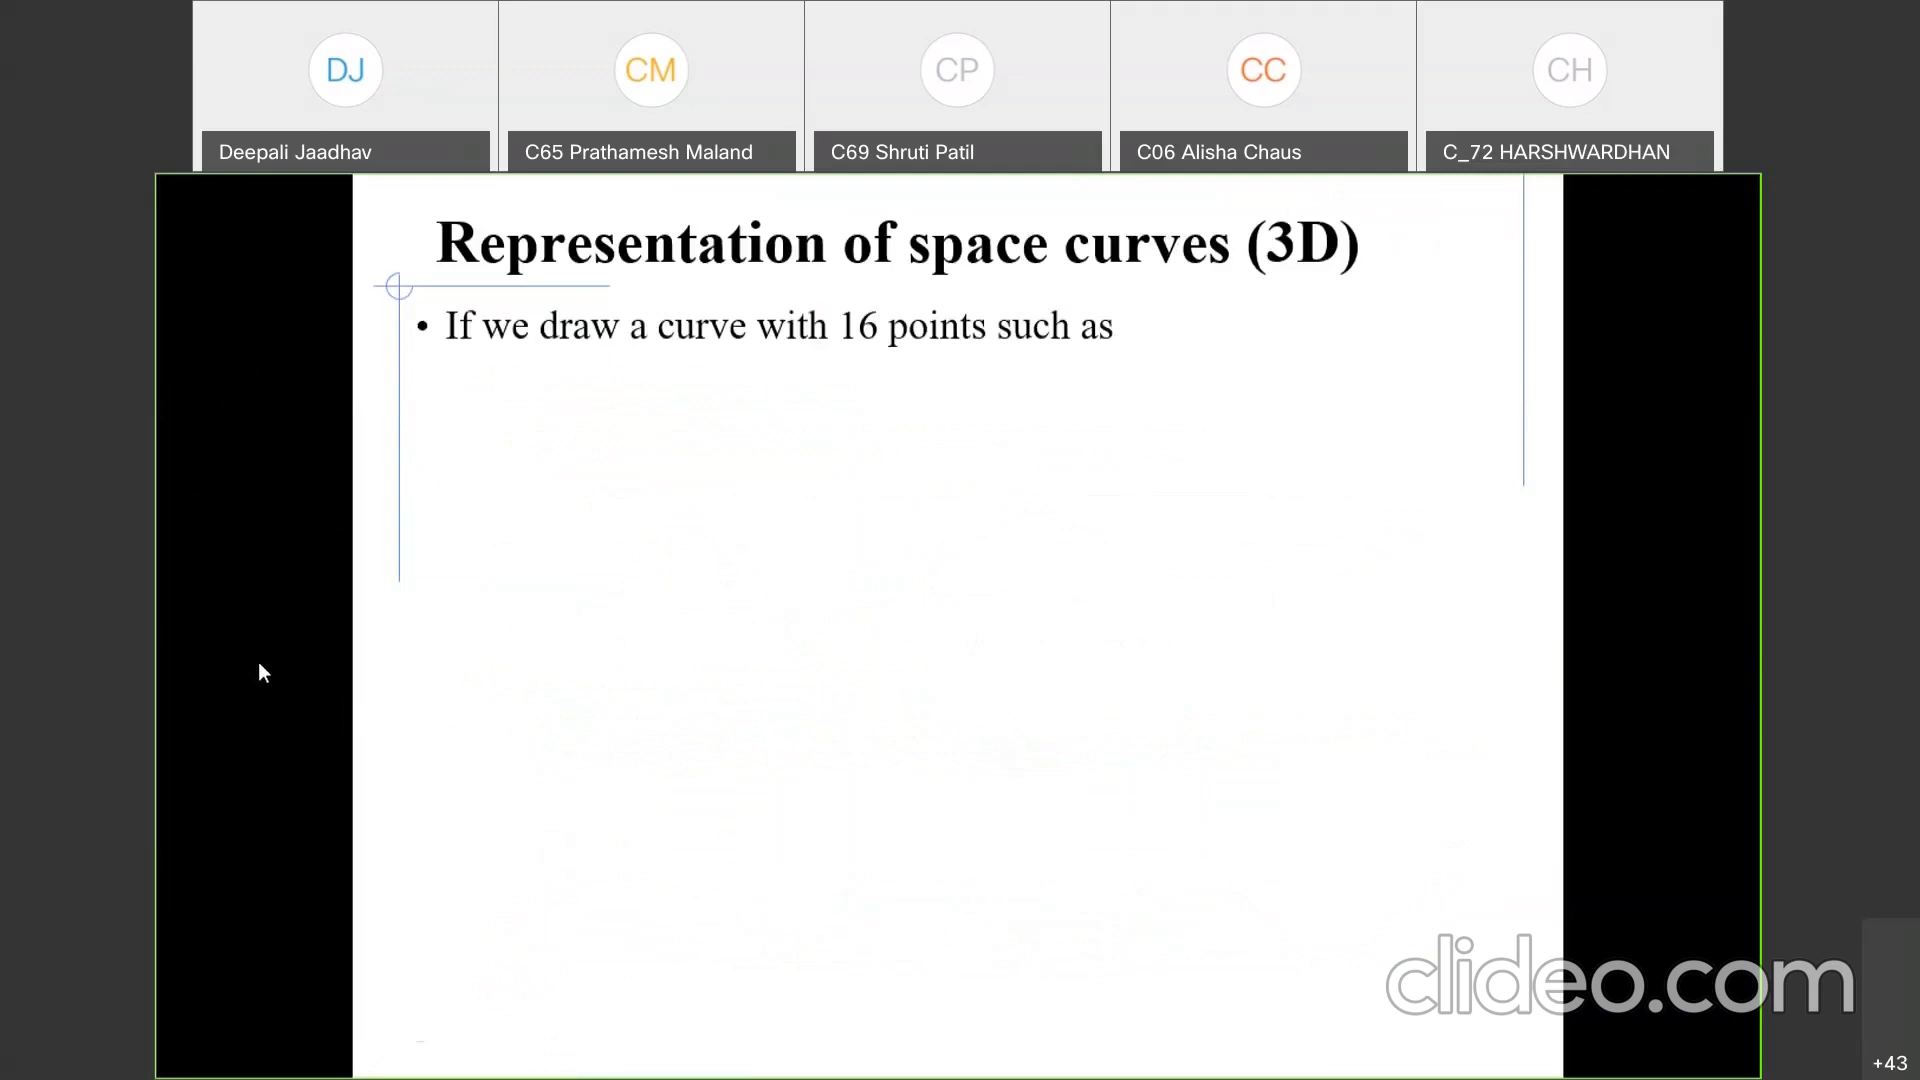 DJ
CM
CP
CC
CH
Deepali Jaadhav
C65 Prathamesh Maland
C69 Shruti Patil
C06 Alisha Chaus
C_72 HARSHWARDHAN
Representation of space curves (3D)
• If we draw a curve with 16 points such as
clideo.com
+43